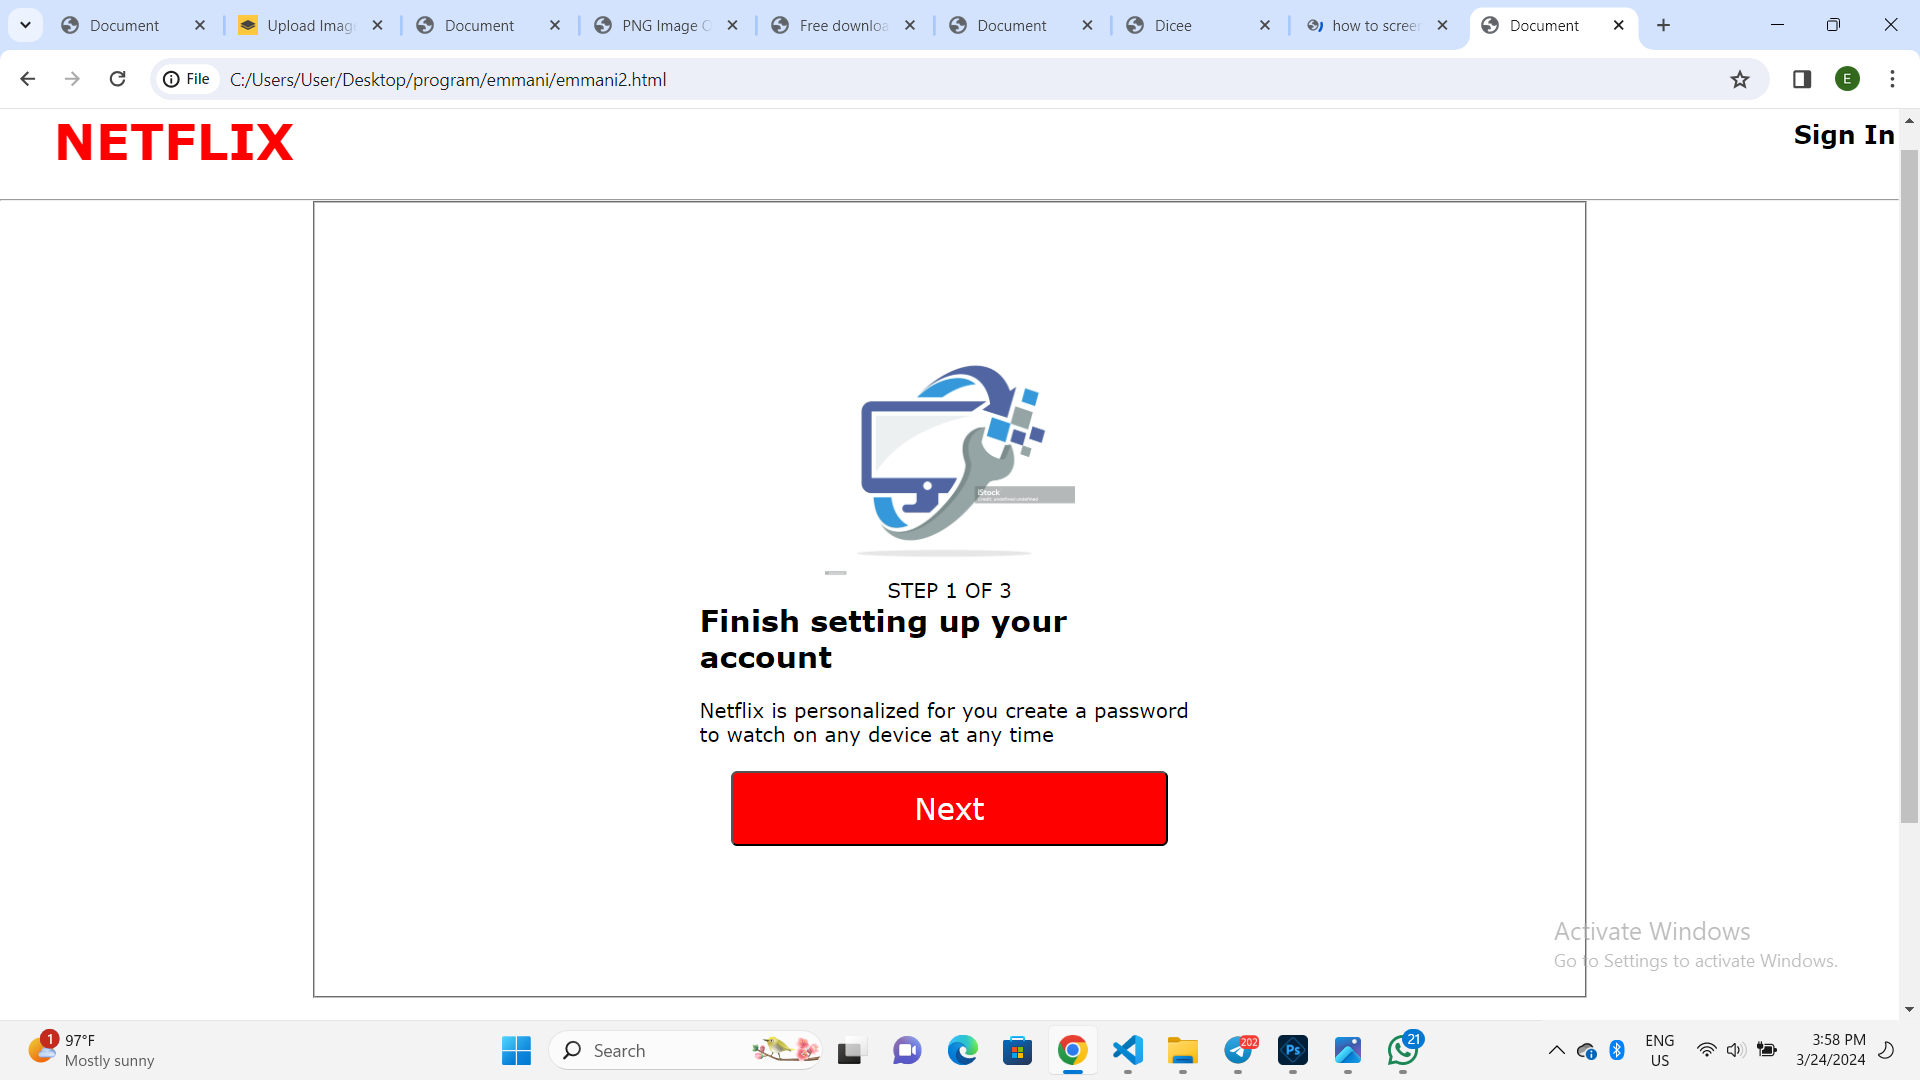 Document
Upload Imag
Document
PNG Image C
Free downloa
Document
Dicee
how to screen
Document
File
C:/Users/User/Desktop/program/emmani/emmani2.html
E
NETFLIX
Sign In
iStock
STEP 1 OF 3
Finish setting up your
account
Netflix is personalized for you create a password
to watch on any device at any time
Next
Activate Windows
Go to Settings to activate Windows.
1
97°F
Mostly sunny
Search
202
Ps
21
ENG
US
3:58 PM
3/24/2024